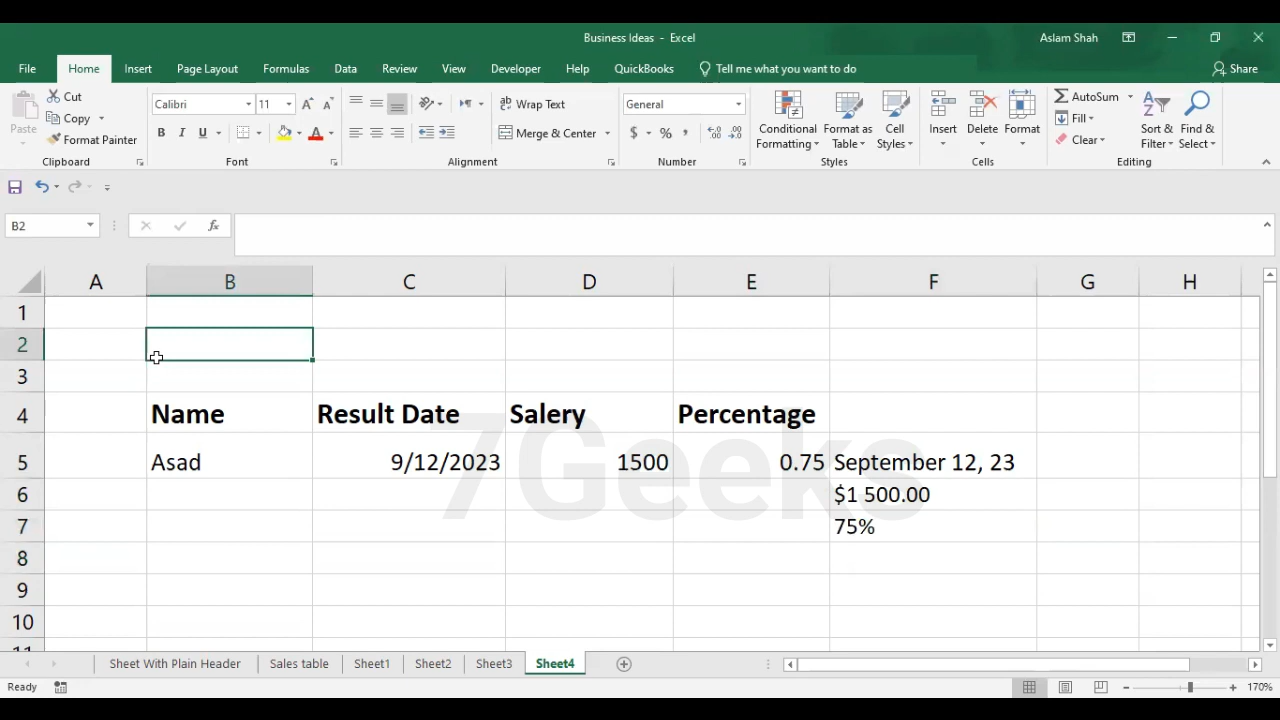 Business Ideas - Excel
Aslam Shah
File Home Insert Page Layout Formulas Data Review View Developer Help QuickBooks Tell me what you want to do Share
Paste
Cut
Copy
Format Painter
Clipboard
Calibri 11
B I U
Font
Wrap Text
Merge & Center
Alignment
General
$ % ,
Number
Conditional Formatting
Format as Table
Cell Styles
Styles
Insert Delete Format
Cells
AutoSum
Fill
Clear
Sort & Filter
Find & Select
Editing
B2
fx
A B C D E F G H
1
2
3
4 Name Result Date Salery Percentage
5 Asad 9/12/2023 1500 0.75 September 12, 23
6 $1 500.00
7 75%
8
9
10
11
7Geeks
Sheet With Plain Header Sales table Sheet1 Sheet2 Sheet3 Sheet4
Ready
170%